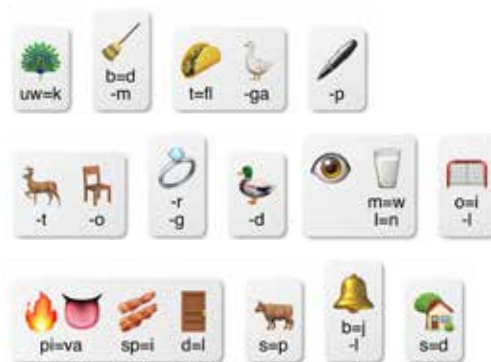 uw=k b=d t=fl -ga -p
-m
-t -o -r -d m=w o=i
-g l=n -l
pi=va sp=i d=l s=p b=j s=d
-l